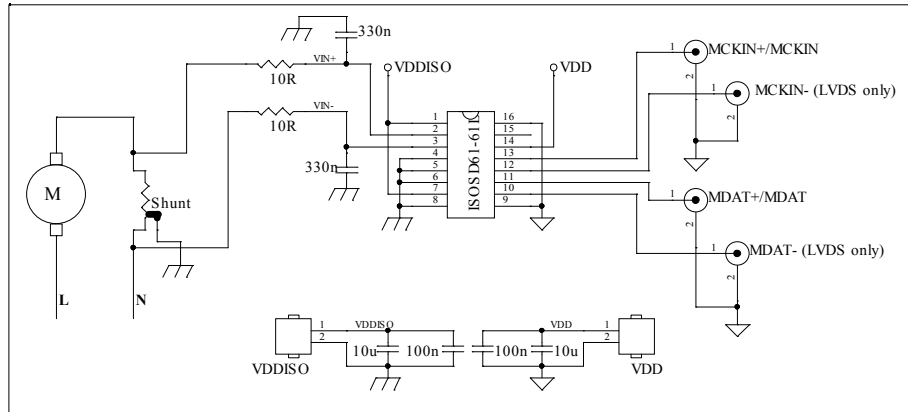 330n
VIN+
10R
VDDISO
VDD
MCKIN+/MCKIN
1
2
MCKIN- (LVDS only)
1
2
VIN-
10R
330n
ISOSD61-61L
1
2
3
4
5
6
7
8
16
15
14
13
12
11
10
9
M
Shunt
L
N
MDAT+/MDAT
1
2
MDAT- (LVDS only)
1
2
1
2
VDDISO
VDDISO
10u
100n
100n
10u
VDD
1
2
VDD